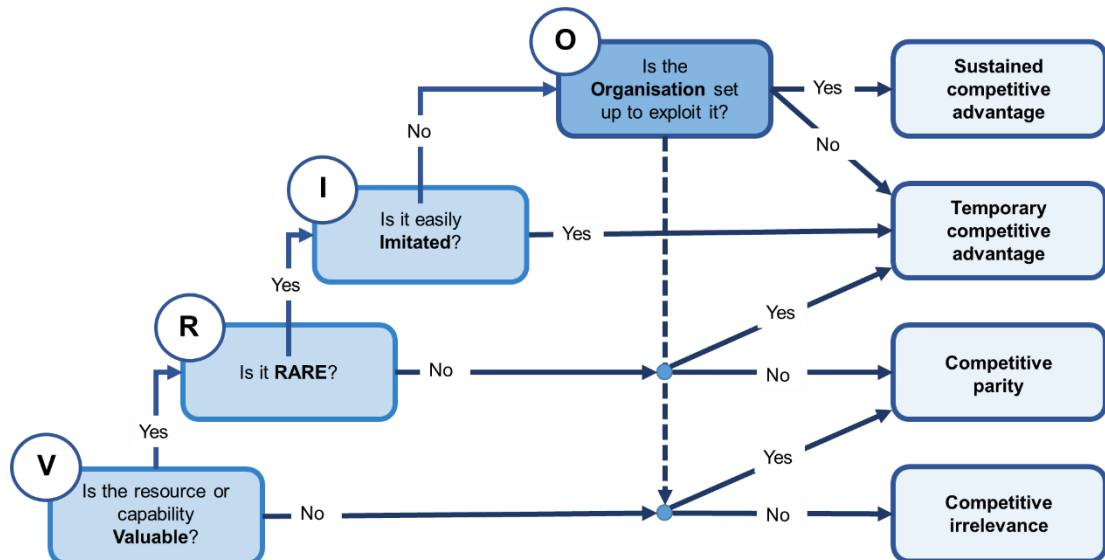 O
Is the
Organisation set
up to exploit it?
Yes
Sustained
competitive
advantage
No
No
I
Is it easily
Imitated?
Yes
Temporary
competitive
advantage
Yes
Yes
R
Is it RARE?
No
No
Competitive
parity
Yes
Yes
V
Is the resource or
capability
Valuable?
No
No
Competitive
irrelevance